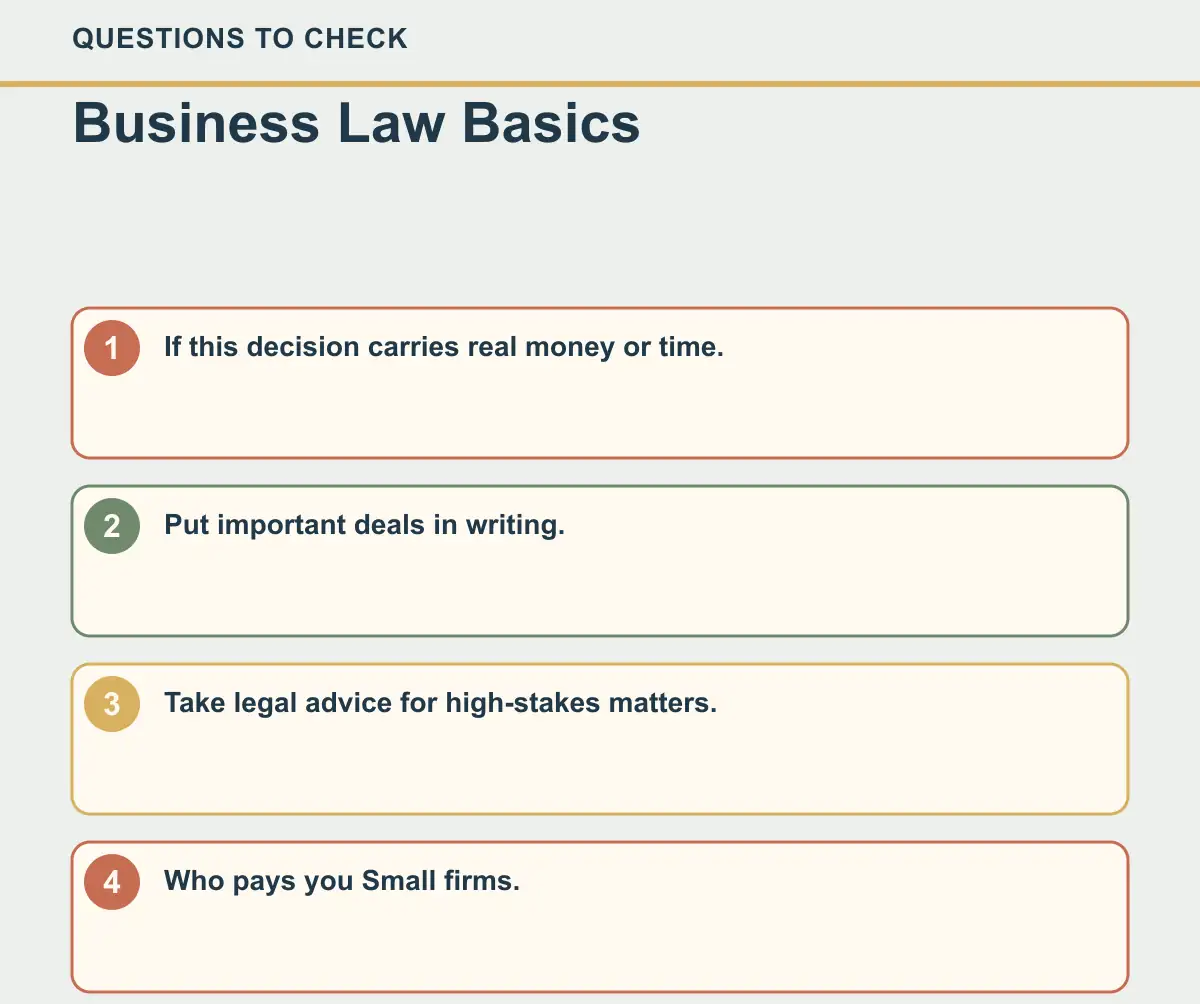 QUESTIONS TO CHECK
Business Law Basics
1 If this decision carries real money or time.
2 Put important deals in writing.
3 Take legal advice for high-stakes matters.
4 Who pays you Small firms.